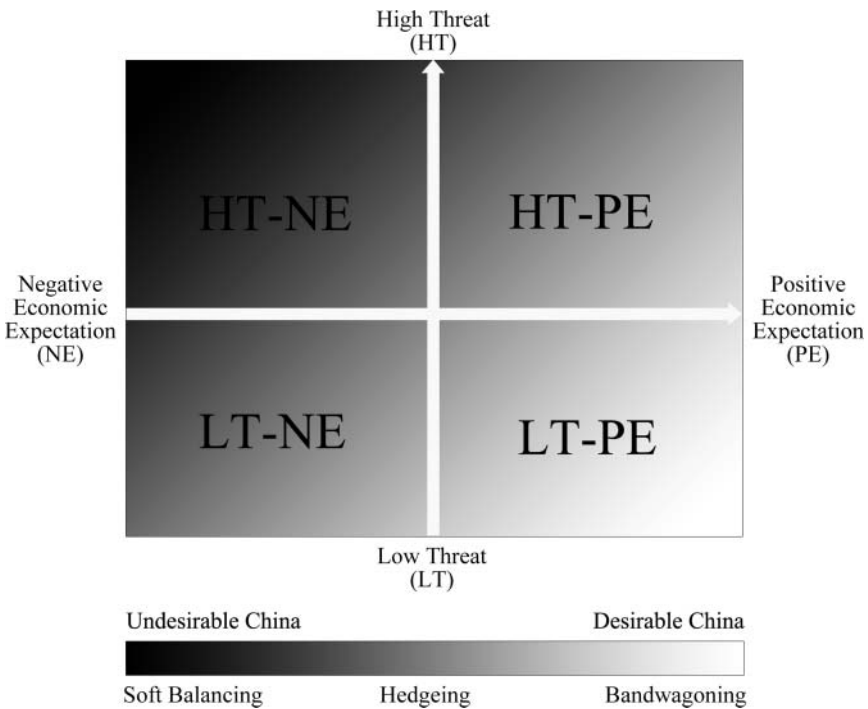 High Threat
(HT)
HT-NE
HT-PE
Negative
Economic
Expectation
(NE)
Positive
Economic
Expectation
(PE)
LT-NE
LT-PE
Low Threat
(LT)
Undesirable China
Desirable China
Soft Balancing
Hedgeing
Bandwagoning